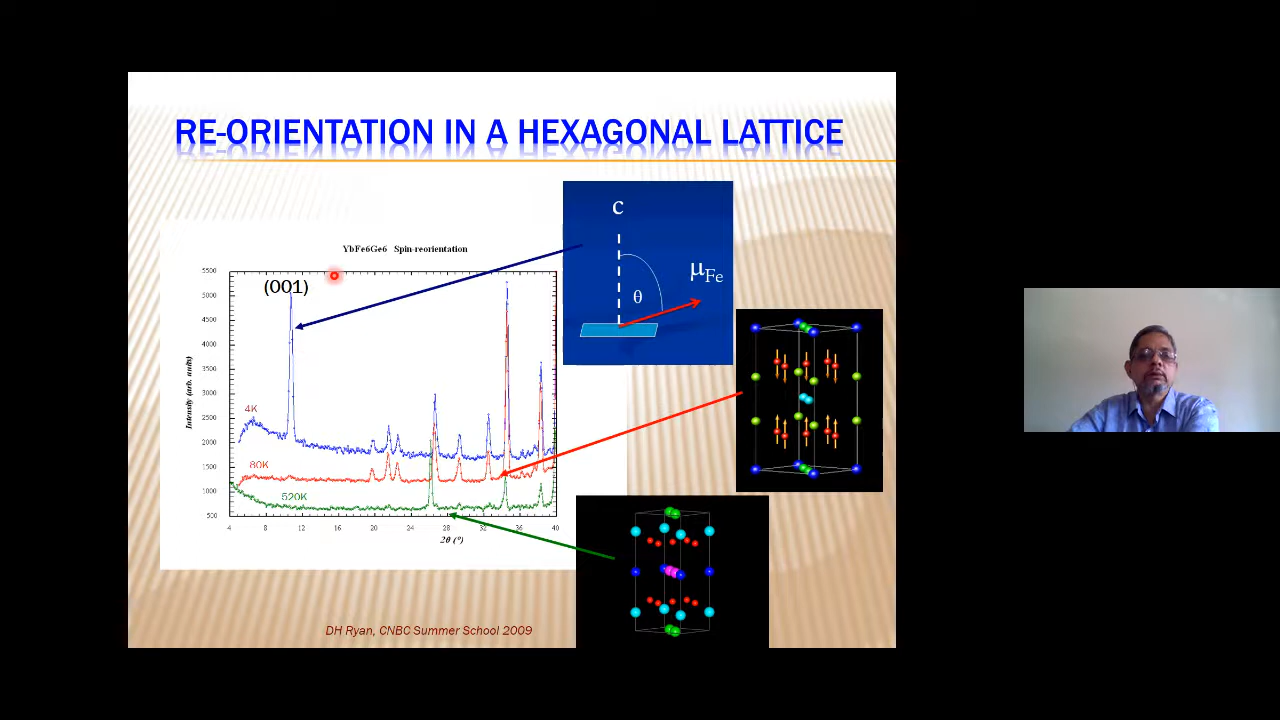 RE-ORIENTATION IN A HEXAGONAL LATTICE
YbFe6Ge6 Spin-reorientation
(001)
Intensity (arb. units)
5500
5000
4500
4000
3500
3000
2500
2000
1500
1000
500
4K
80K
520K
4 8 12 16 20 24 28 32 36 40
2θ (°)
c
μFe
θ
DH Ryan, CNBC Summer School 2009